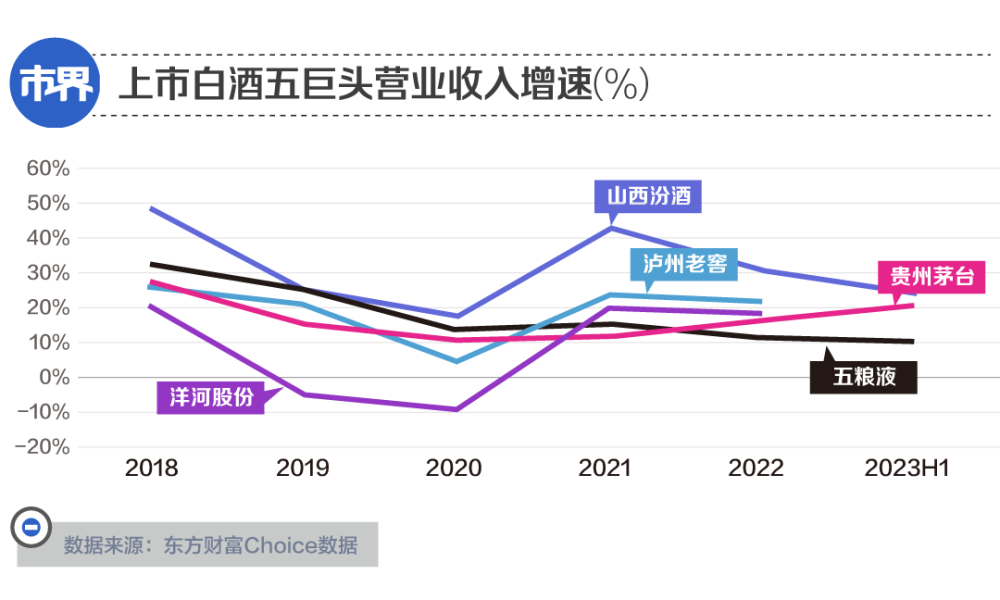 市界
上市白酒五巨头营业收入增速(%)
60%
50%
40%
30%
20%
10%
0%
−10%
−20%
山西汾酒
泸州老窖
贵州茅台
五粮液
洋河股份
2018 2019 2020 2021 2022 2023H1
数据来源：东方财富Choice数据